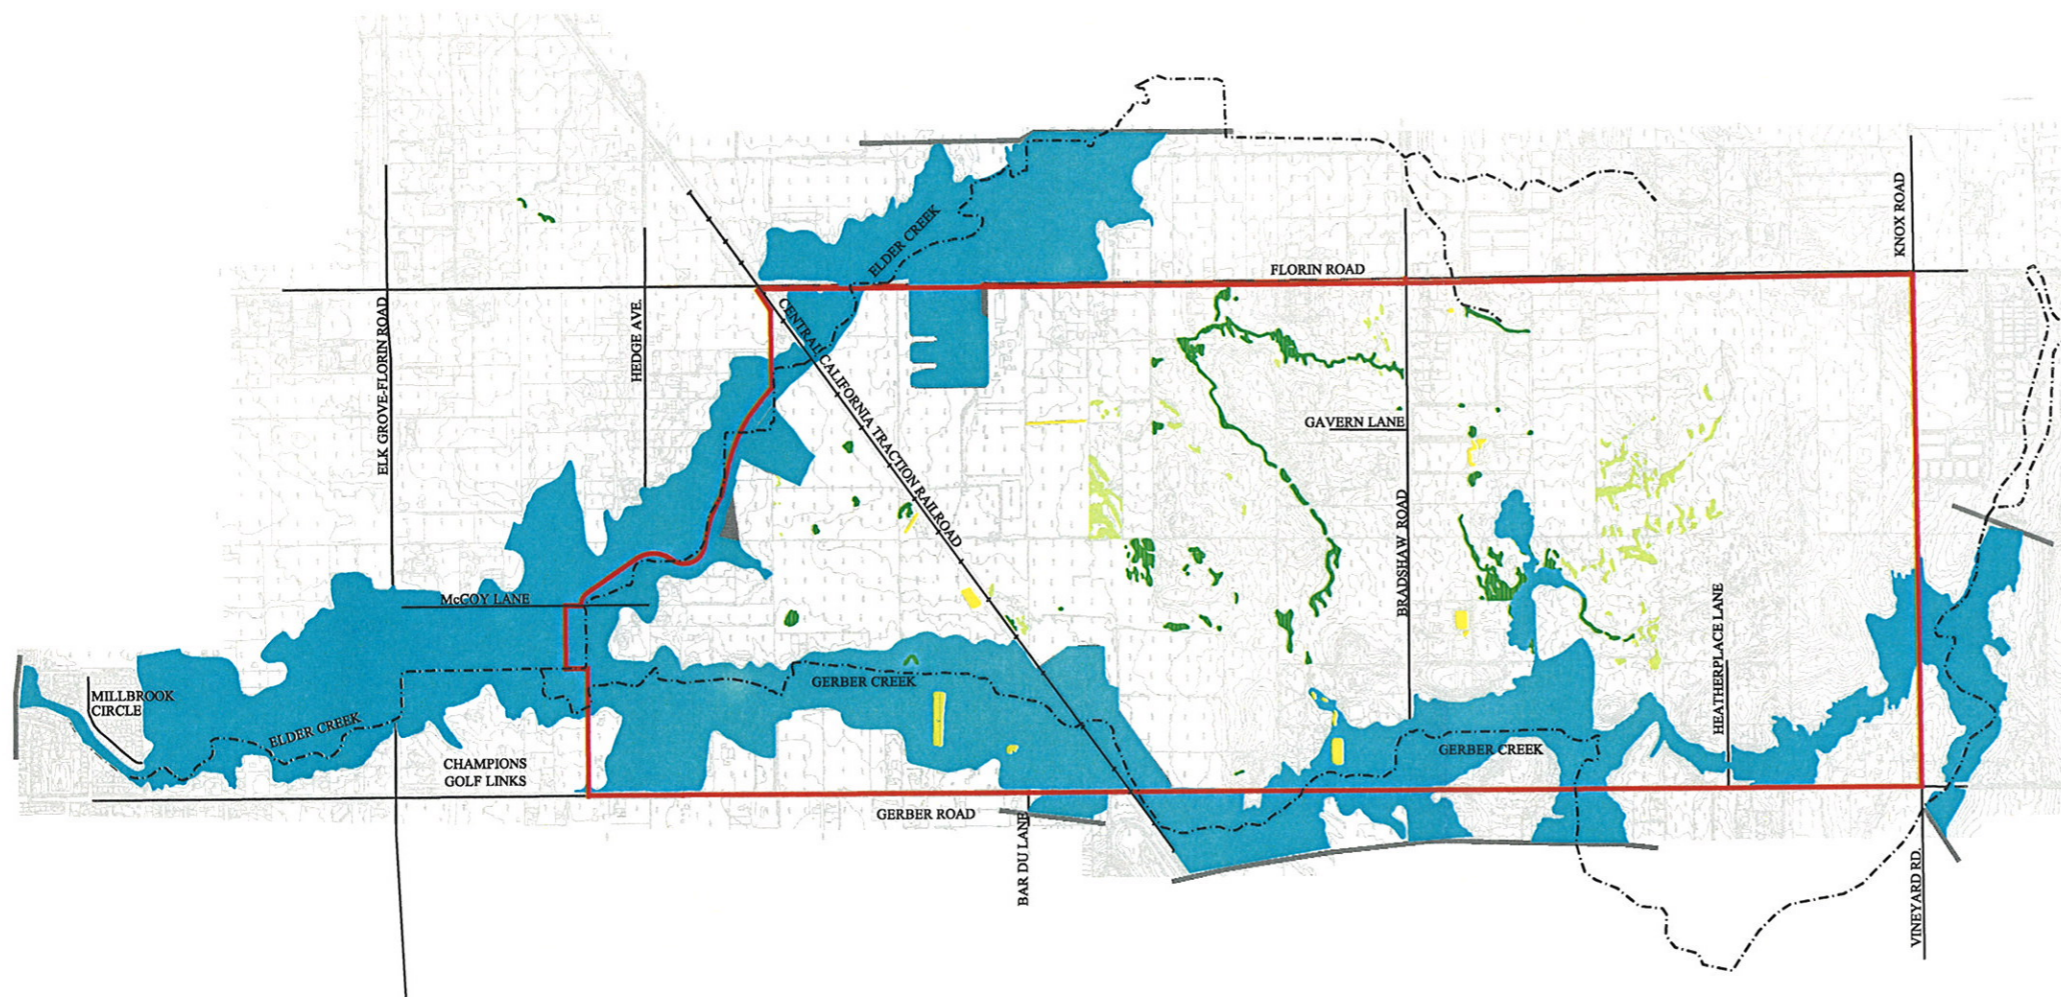 KNOX ROAD
ELDER CREEK
FLORIN ROAD
ELK GROVE-FLORIN ROAD
HEDGE AVE.
CENTRAL CALIFORNIA TRACTION RAILROAD
GAVERN LANE
BRADSHAW ROAD
McCOY LANE
HEATHERPLACE LANE
MILLBROOK
CIRCLE
GERBER CREEK
ELDER CREEK
GERBER CREEK
CHAMPIONS
GOLF LINKS
GERBER ROAD
BAR DU LANE
VINEYARD RD.